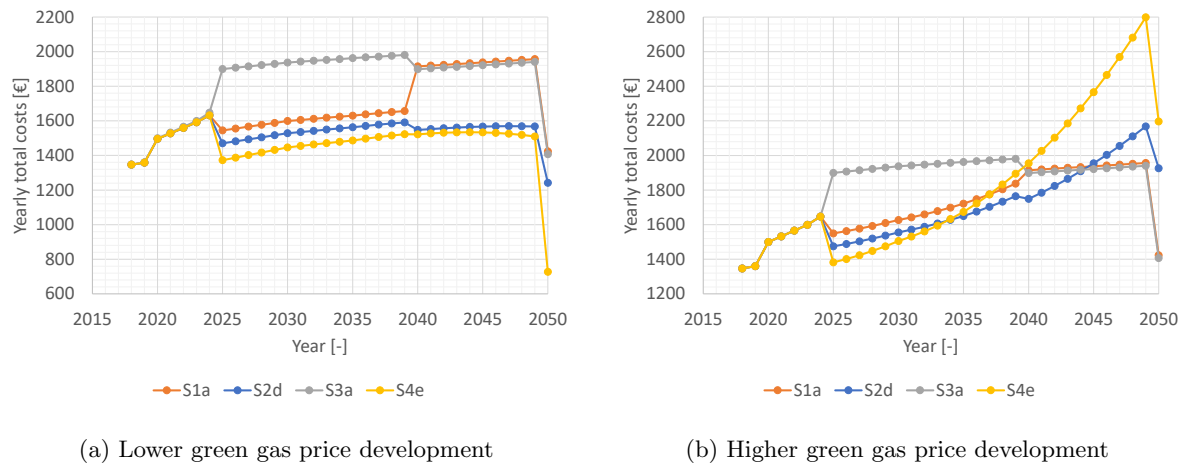 2200
2000
1800
1600
1400
1200
1000
800
600
Yearly total costs [€]
2015 2020 2025 2030 2035 2040 2045 2050
Year [-]
S1a S2d S3a S4e
(a) Lower green gas price development
2800
2600
2400
2200
2000
1800
1600
1400
1200
Yearly total costs [€]
2015 2020 2025 2030 2035 2040 2045 2050
Year [-]
S1a S2d S3a S4e
(b) Higher green gas price development